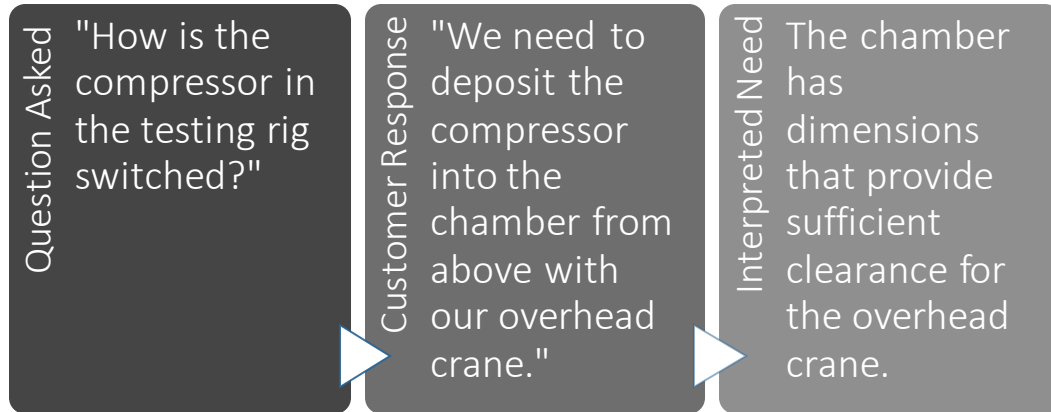 Question Asked
"How is the
compressor in
the testing rig
switched?"
Customer Response
"We need to
deposit the
compressor
into the
chamber from
above with
our overhead
crane."
Interpreted Need
The chamber
has
dimensions
that provide
sufficient
clearance for
the overhead
crane.